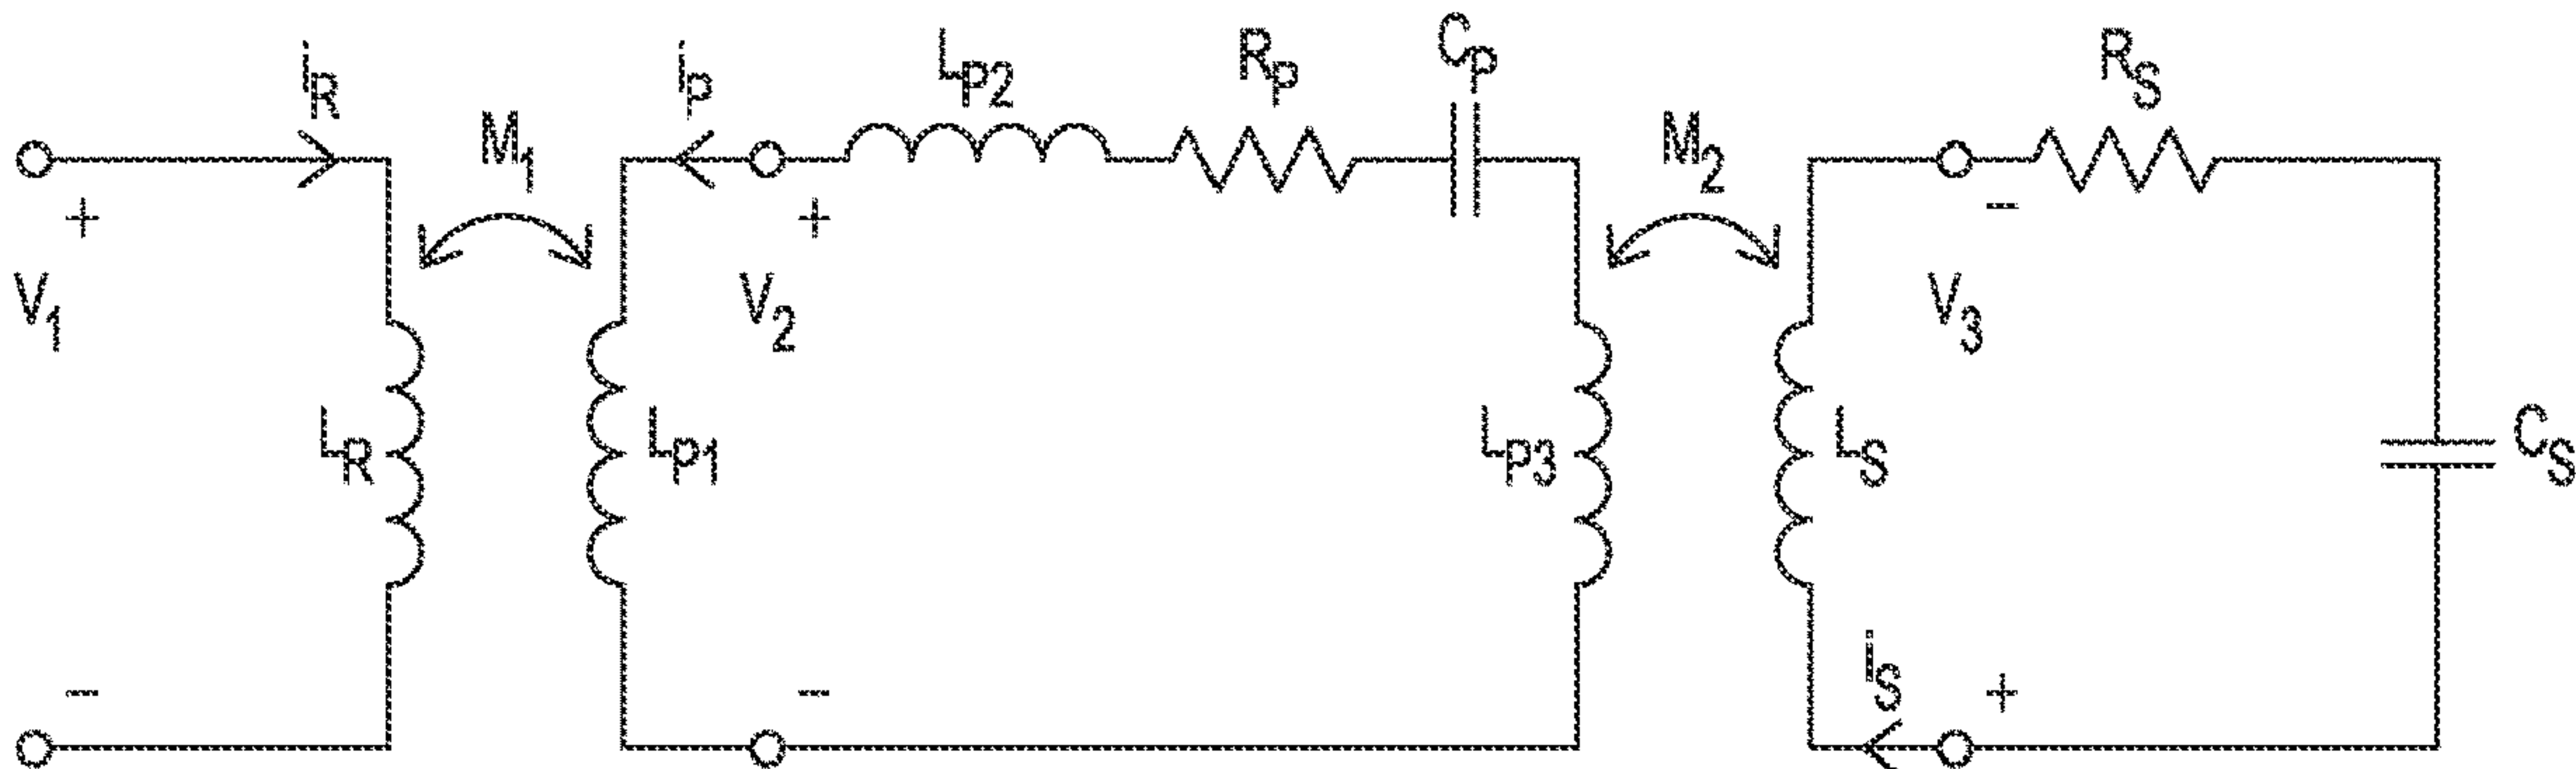 iR
M1
iP
LP2
RP
CP
M2
RS
+
+
−
V1
V2
V3
LR
LP1
LP3
LS
CS
iS
−
−
+